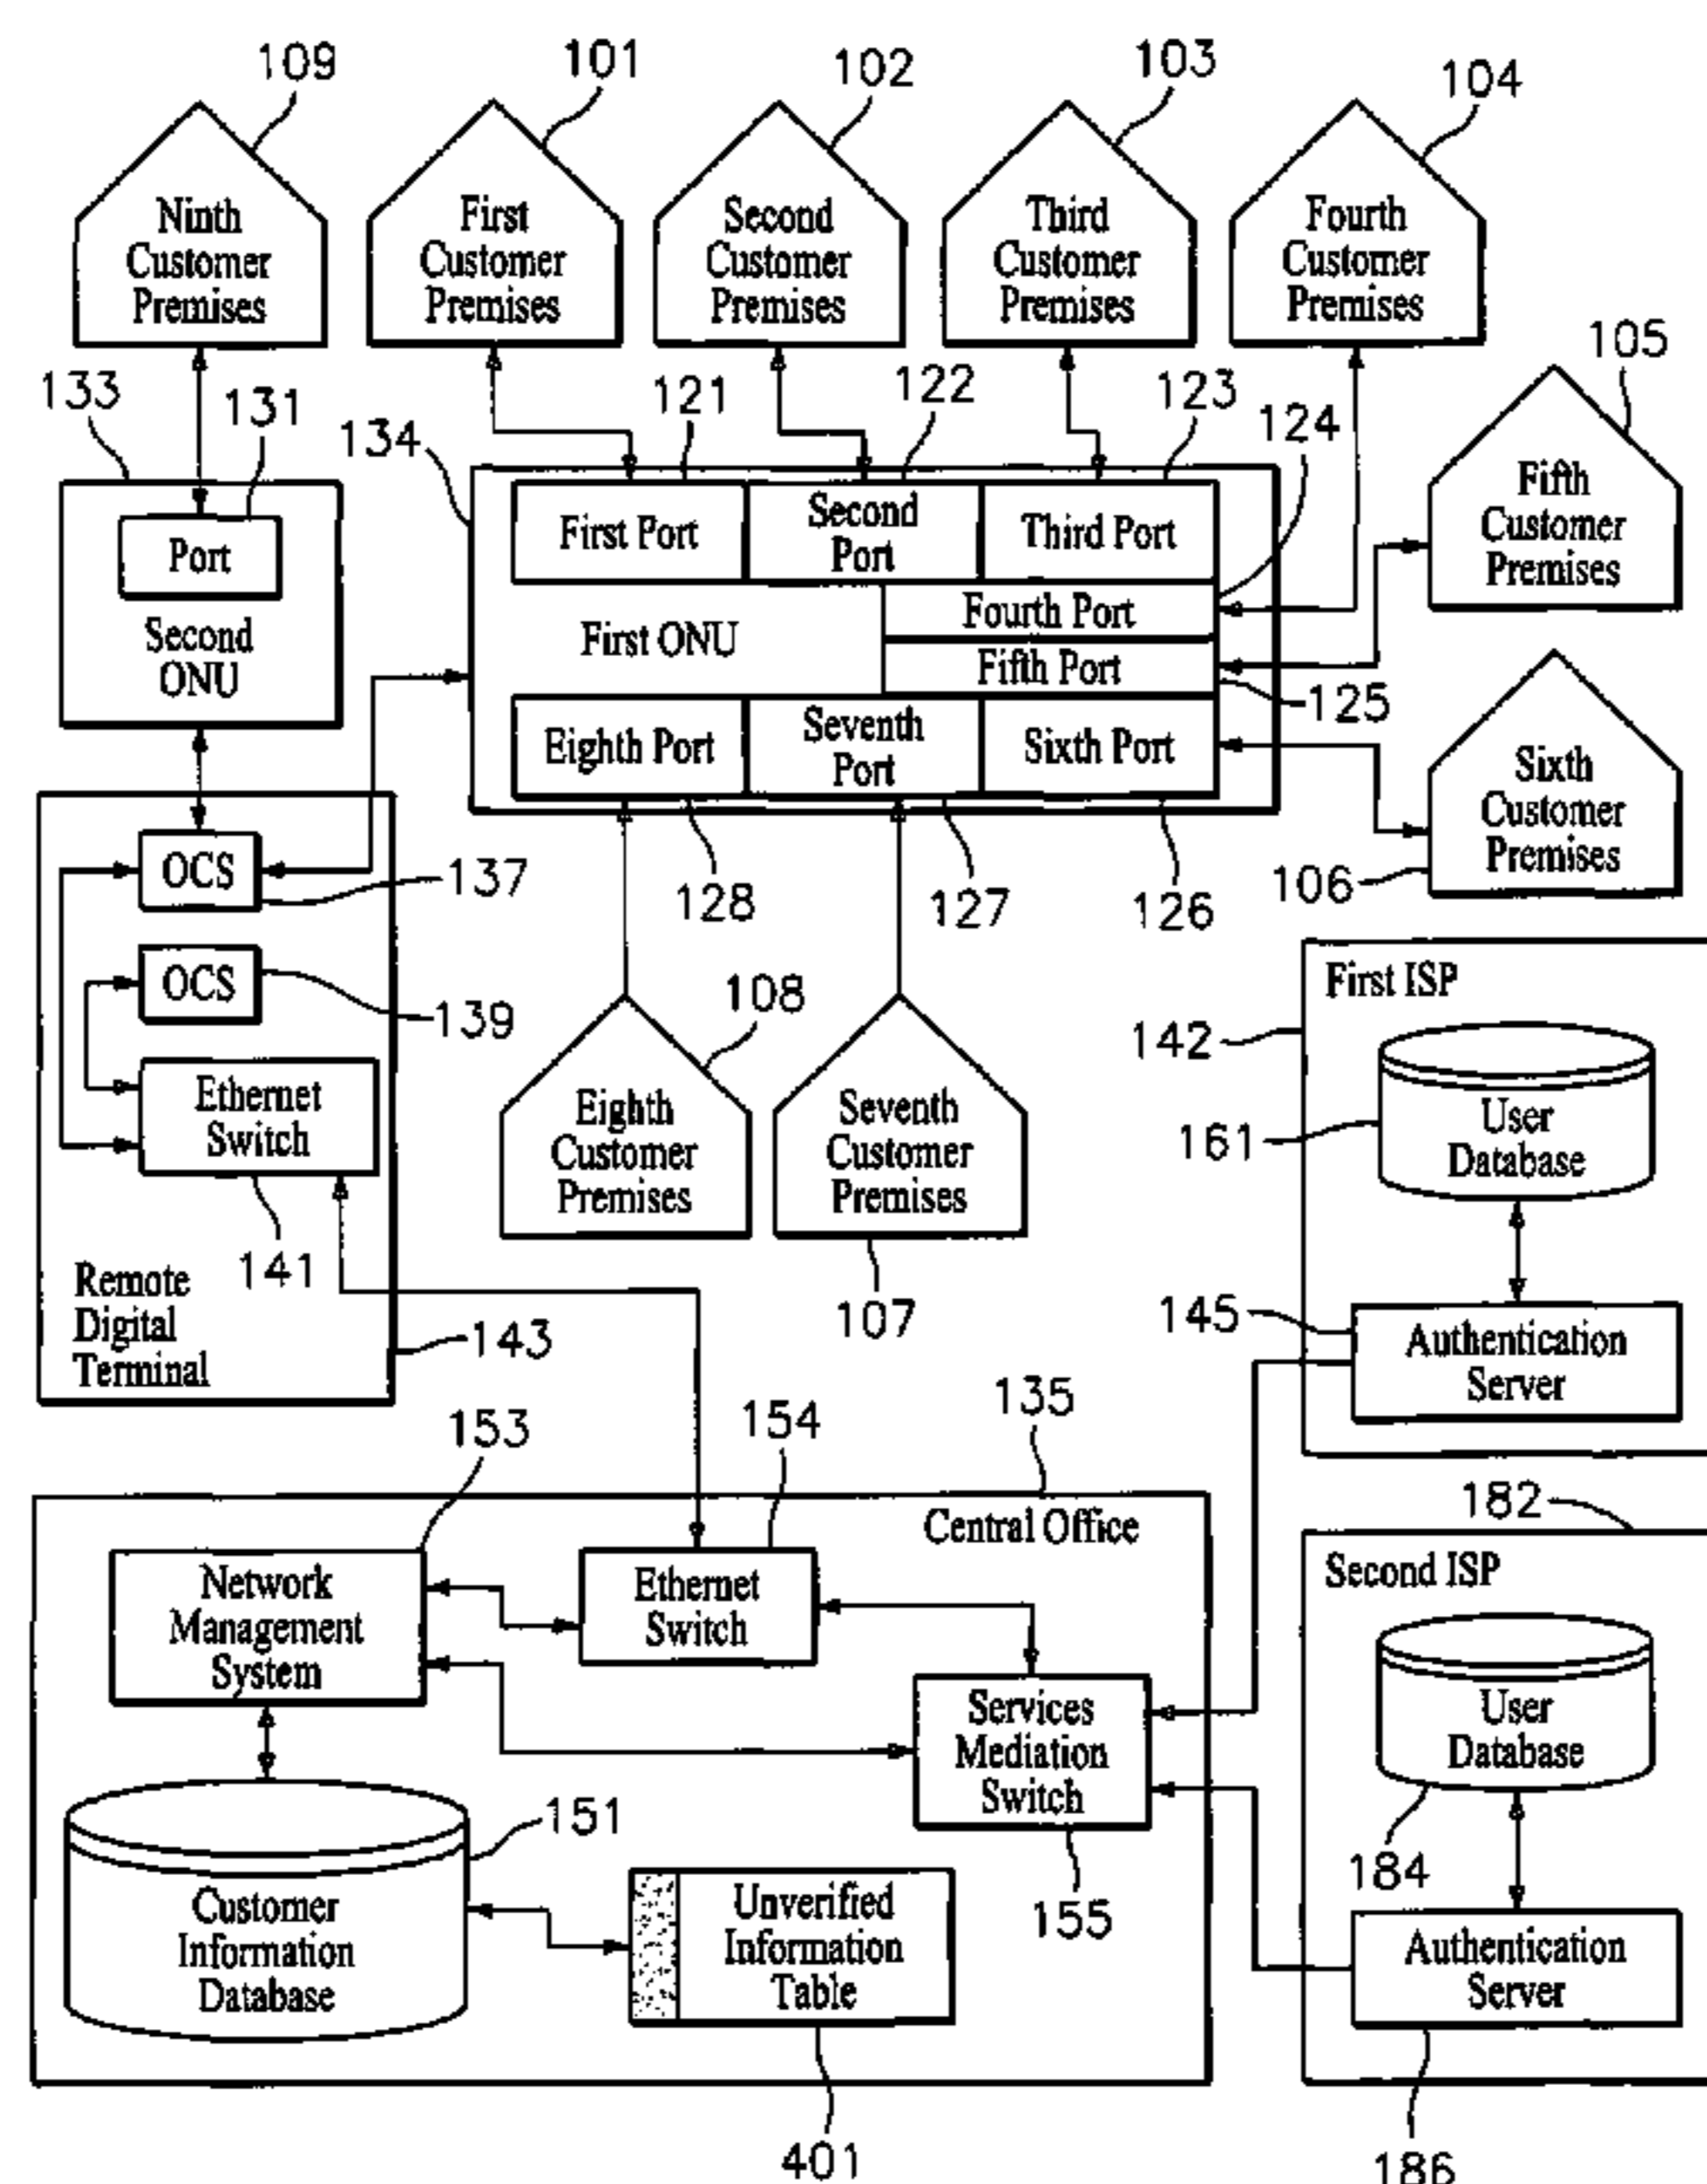 109
101
102
103
104
Ninth
Customer
Premises
First
Customer
Premises
Second
Customer
Premises
Third
Customer
Premises
Fourth
Customer
Premises
105
133
131
134
121
122
123
124
Fifth
Customer
Premises
Port
Second
ONU
First Port
Second
Port
Third Port
Fourth Port
First ONU
Fifth Port
125
Eighth Port
Seventh
Port
Sixth Port
Sixth
Customer
Premises
106
OCS
137
128
127
126
OCS
139
108
First ISP
142
Ethernet
Switch
141
Eighth
Customer
Premises
Seventh
Customer
Premises
107
User
Database
161
Remote
Digital
Terminal
143
145
Authentication
Server
153
154
135
Central Office
182
Second ISP
Network
Management
System
Ethernet
Switch
Services
Mediation
Switch
155
User
Database
184
151
Customer
Information
Database
Unverified
Information
Table
401
Authentication
Server
186